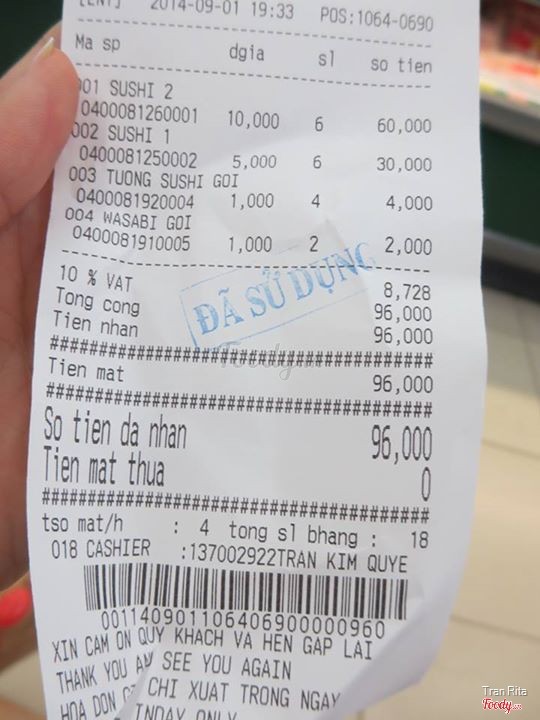 [ENT] 2014-09-01 19:33 POS:1064-0690
Ma sp dgia sl so tien
001 SUSHI 2
0400081260001 10,000 6 60,000
002 SUSHI 1
0400081250002 5,000 6 30,000
003 TUONG SUSHI GOI
0400081920004 1,000 4 4,000
004 WASABI GOI
0400081910005 1,000 2 2,000
10 % VAT 8,728
Tong cong 96,000
Tien nhan 96,000
ĐÃ SỬ DỤNG
########################################
Tien mat 96,000
########################################
So tien da nhan 96,000
Tien mat thua 0
########################################
tso mat/h : 4 tong sl bhang : 18
018 CASHIER :137002922TRAN KIM QUYE
0011409011064069000000960
XIN CAM ON QUY KHACH VA HEN GAP LAI
THANK YOU SEE YOU AGAIN
HOA DON CHI XUAT TRONG NGAY
ONLY
Foody
Tran Rita
Foody.vn